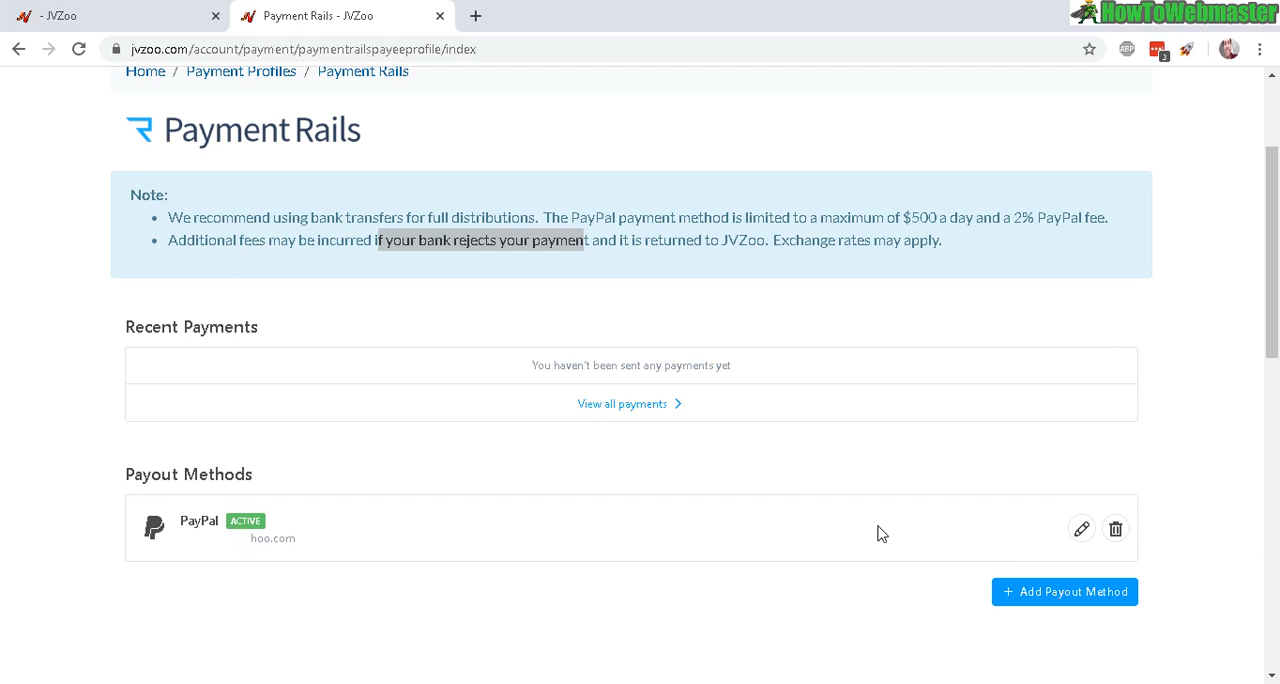 - JVZoo
Payment Rails - JVZoo
HowToWebmaster
jvzoo.com/account/payment/paymentrailspayeeprofile/index
ABP
3
Home / Payment Profiles / Payment Rails
Payment Rails
Note:
• We recommend using bank transfers for full distributions. The PayPal payment method is limited to a maximum of $500 a day and a 2% PayPal fee.
• Additional fees may be incurred if your bank rejects your payment and it is returned to JVZoo. Exchange rates may apply.
Recent Payments
You haven't been sent any payments yet
View all payments
Payout Methods
PayPal ACTIVE
hoo.com
+ Add Payout Method